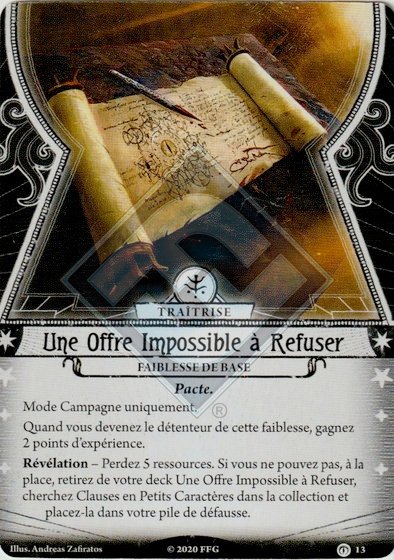 TRAÎTRISE
Une Offre Impossible à Refuser
FAIBLESSE DE BASE
Pacte.
Mode Campagne uniquement.
Quand vous devenez le détenteur de cette faiblesse, gagnez
2 points d'expérience.
Révélation – Perdez 5 ressources. Si vous ne pouvez pas, à la
place, retirez de votre deck Une Offre Impossible à Refuser,
cherchez Clauses en Petits Caractères dans la collection et
placez-la dans votre pile de défausse.
Illus. Andreas Zafiratos
© 2020 FFG
13
®